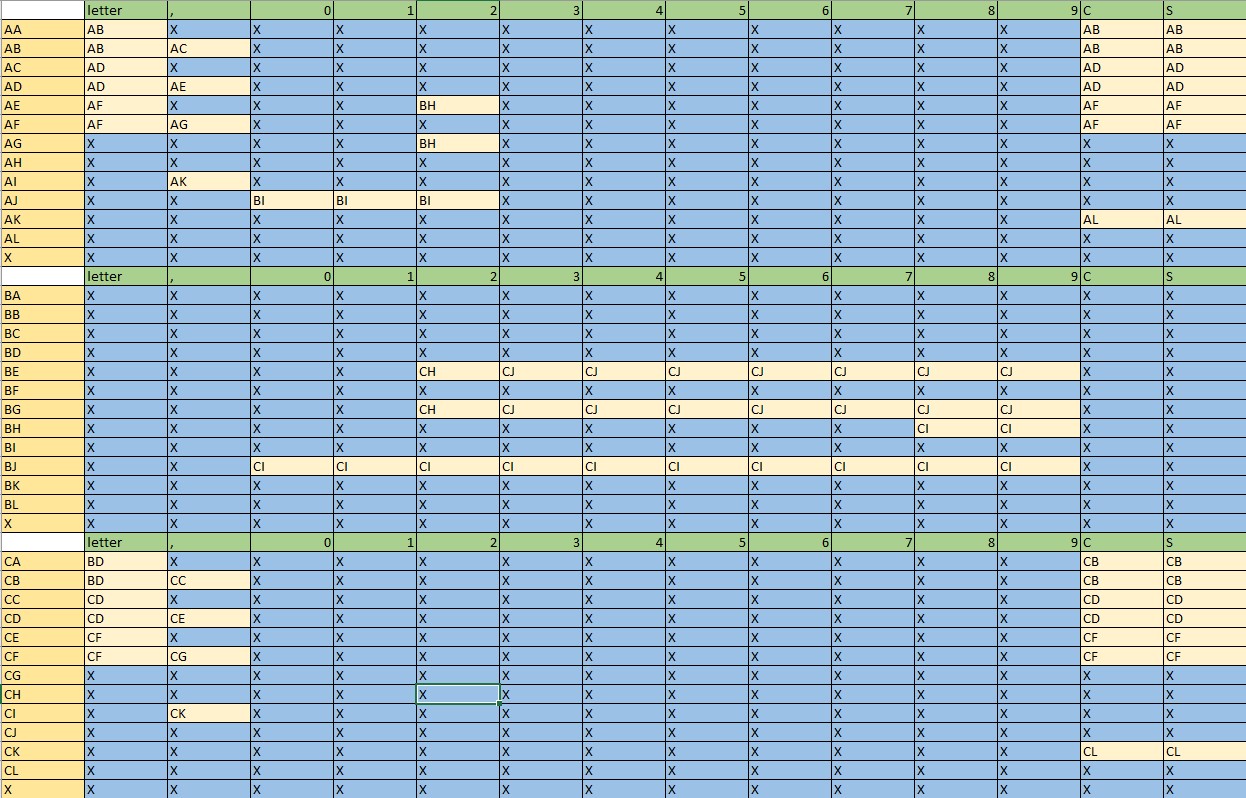 letter , 0 1 2 3 4 5 6 7 8 9 C S
AA AB X X X X X X X X X X X AB AB
AB AB AC X X X X X X X X X X AB AB
AC AD X X X X X X X X X X X AD AD
AD AD AE X X X X X X X X X X AD AD
AE AF X X X BH X X X X X X X AF AF
AF AF AG X X X X X X X X X X AF AF
AG X X X X BH X X X X X X X X X
AH X X X X X X X X X X X X X X
AI X AK X X X X X X X X X X X X
AJ X X BI BI BI X X X X X X X X X
AK X X X X X X X X X X X X AL AL
AL X X X X X X X X X X X X X X
X X X X X X X X X X X X X X X
letter , 0 1 2 3 4 5 6 7 8 9 C S
BA X X X X X X X X X X X X X X
BB X X X X X X X X X X X X X X
BC X X X X X X X X X X X X X X
BD X X X X X X X X X X X X X X
BE X X X X CH CJ CJ CJ CJ CJ CJ CJ X X
BF X X X X X X X X X X X X X X
BG X X X X CH CJ CJ CJ CJ CJ CJ CJ X X
BH X X X X X X X X X X CI CI X X
BI X X X X X X X X X X X X X X
BJ X X CI CI CI CI CI CI CI CI CI CI X X
BK X X X X X X X X X X X X X X
BL X X X X X X X X X X X X X X
X X X X X X X X X X X X X X X
letter , 0 1 2 3 4 5 6 7 8 9 C S
CA BD X X X X X X X X X X X CB CB
CB BD CC X X X X X X X X X X CB CB
CC CD X X X X X X X X X X X CD CD
CD CD CE X X X X X X X X X X CD CD
CE CF X X X X X X X X X X X CF CF
CF CF CG X X X X X X X X X X CF CF
CG X X X X X X X X X X X X X X
CH X X X X X X X X X X X X X X
CI X CK X X X X X X X X X X X X
CJ X X X X X X X X X X X X X X
CK X X X X X X X X X X X X CL CL
CL X X X X X X X X X X X X X X
X X X X X X X X X X X X X X X